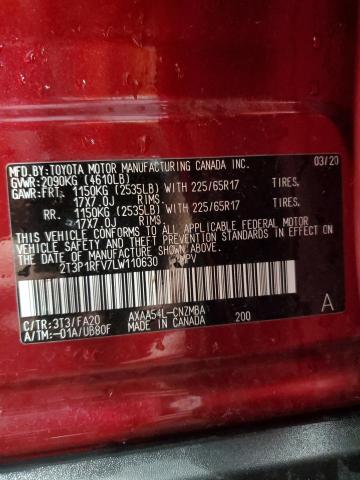 MFD.BY:TOYOTA MOTOR MANUFACTURING CANADA INC. 03/20
GVWR:2090KG (4610LB)
GAWR:FRT. 1150KG (2535LB) WITH 225/65R17 TIRES,
17X7.0J RIMS,
RR. 1150KG (2535LB) WITH 225/65R17 TIRES,
17X7.0J RIMS,
THIS VEHICLE CONFORMS TO ALL APPLICABLE FEDERAL MOTOR
VEHICLE SAFETY STANDARDS IN EFFECT ON
THE DATE OF MANUFACTURE SHOWN ABOVE.
2T3P1RFV7LW110630 MPV
C/TR:3T3/FA20 AXAA54L-CNZMBA A
A/TM:-01A/UB80F MADE IN CANADA 200